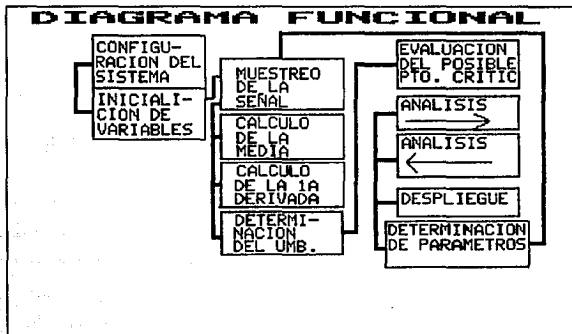 DIAGRAMA FUNCIONAL
CONFIGU-
RACION DEL
SISTEMA
INICIALI-
CION DE
VARIABLES
MUESTREO
DE LA
SEÑAL
CALCULO
DE LA
MEDIA
CALCULO
DE LA 1A
DERIVADA
DETERMI-
NACION
DEL UMB.
EVALUACION
DEL POSIBLE
PTO. CRITIC
ANALISIS
ANALISIS
DESPLIEGUE
DETERMINACION
DE PARAMETROS